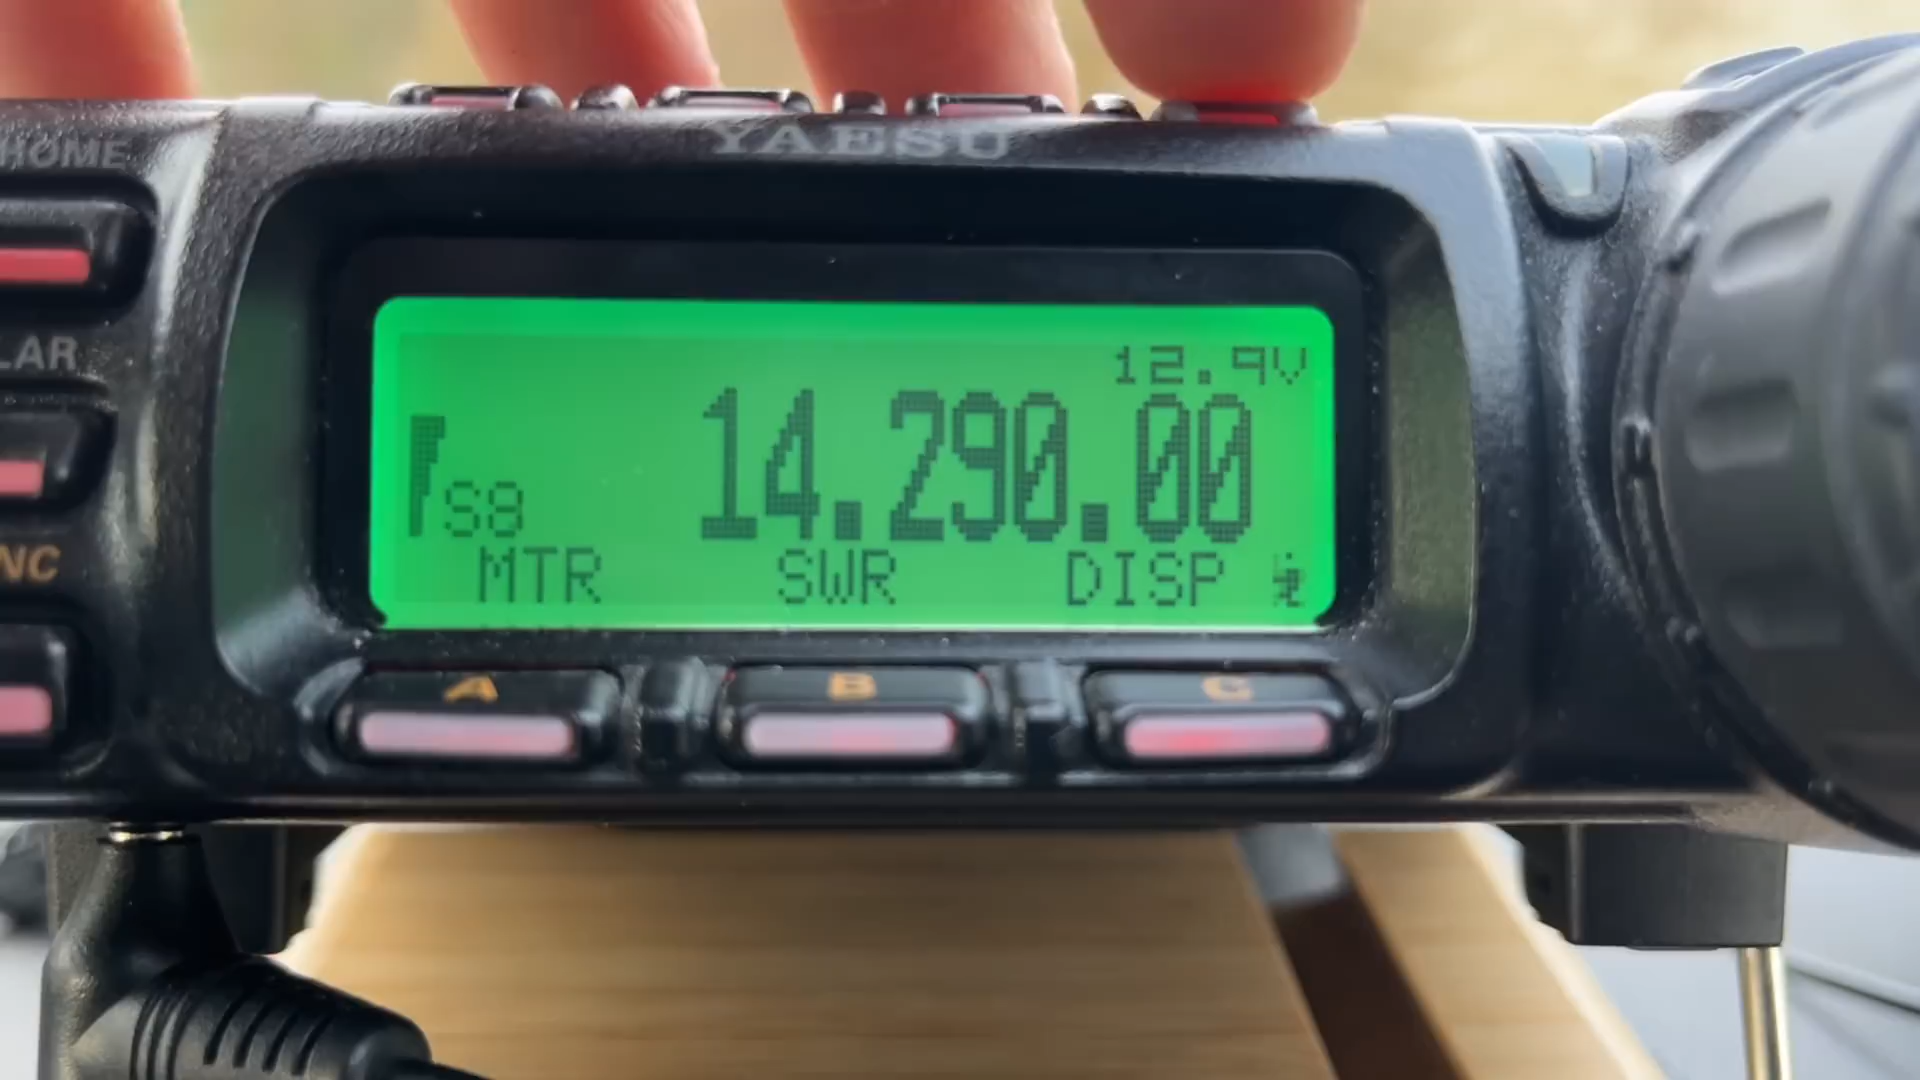 YAESU
HOME
12.9V
14.290.00
S8
MTR SWR DISP
LAR
NC
A B C